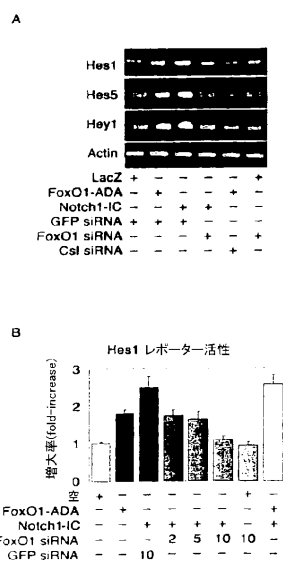 A
Hes1
Hes5
Hey1
Actin
LacZ + - - - - +
FoxO1-ADA - + - - + -
Notch1-IC - - + + - -
GFP siRNA + + + - - -
FoxO1 siRNA - - - + - +
Csl siRNA - - - - + -
B
Hes1 レポーター活性
増大率(fold-increase)
3
2
1
0
空 + - - - - - + -
FoxO1-ADA - + - - - - - +
Notch1-IC - - + + + + - +
FoxO1 siRNA - - - 2 5 10 10 -
GFP siRNA - - 10 - - - - -